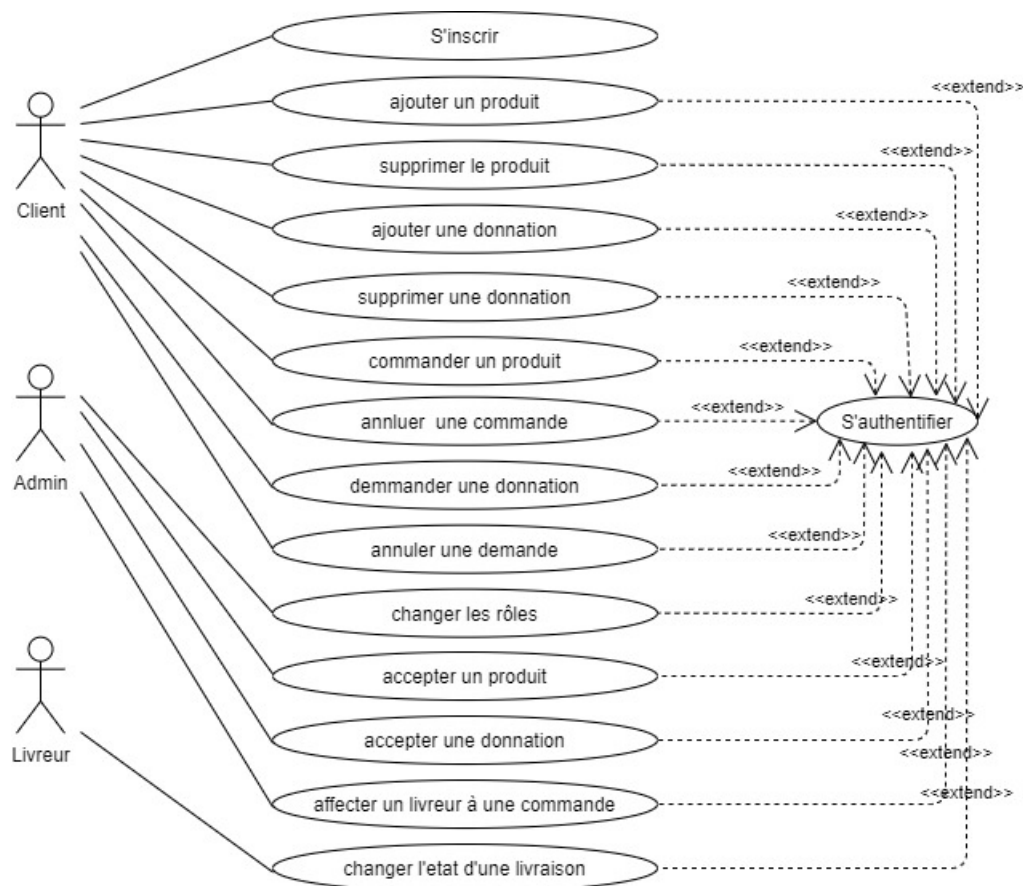 S'inscrir
ajouter un produit
<<extend>>
supprimer le produit
<<extend>>
Client
ajouter une donnation
<<extend>>
supprimer une donnation
<<extend>>
commander un produit
<<extend>>
annluer une commande
<<extend>>
S'authentifier
Admin
demmander une donnation
<<extend>>
annuler une demande
<<extend>>
changer les rôles
<<extend>>
accepter un produit
<<extend>>
Livreur
accepter une donnation
<<extend>>
affecter un livreur à une commande
<<extend>>
changer l'etat d'une livraison
<<extend>>